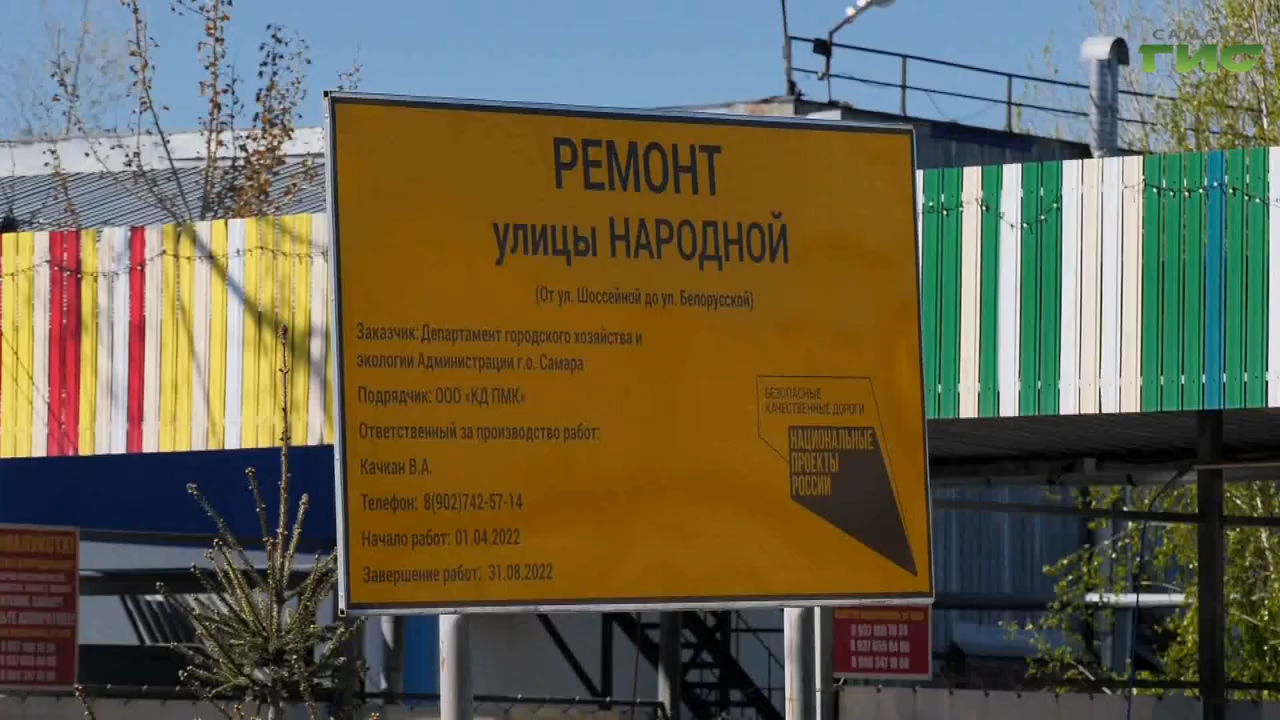 САМАРА
ГИС
РЕМОНТ
улицы НАРОДНОЙ
(От ул. Шоссейной до ул. Белорусской)
Заказчик: Департамент городского хозяйства и
экологии Администрации г.о. Самара
Подрядчик: ООО «КД ПМК»
Ответственный за производство работ:
Качкан В.А.
Телефон: 8(902)742-57-14
Начало работ: 01.04.2022
Завершение работ: 31.08.2022
БЕЗОПАСНЫЕ
КАЧЕСТВЕННЫЕ ДОРОГИ
НАЦИОНАЛЬНЫЕ
ПРОЕКТЫ
РОССИИ